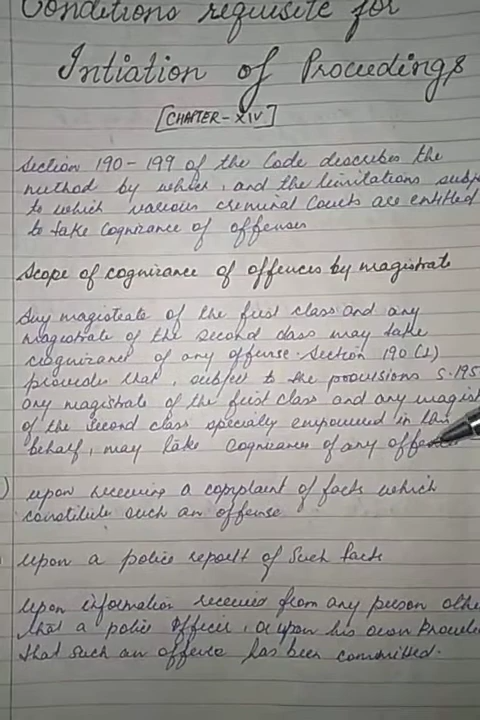 Conditions requisite for
Intiation of Proceedings
[CHAPTER-XIV]
Section 190-199 of the Code describes the
method by which, and the limitations subj
to which various criminal Courts are entitled
to take Cognizance of offenses
Scope of cognizance of offences by magistrate
Any magistrate of the first class and any
magistrate of the second class may take
cognizance of any offense. Section 190 (1)
provides that, subject to the provisions S.195
any magistrate of the first class and any magist
of the second class specially empowered in this
behalf, may take Cognizance of any offen
) upon receiving a complaint of facts which
constitute such an offense
upon a police report of such facts
upon information received from any person othe
that a police officer, or upon his own
that such an offence has been committed.